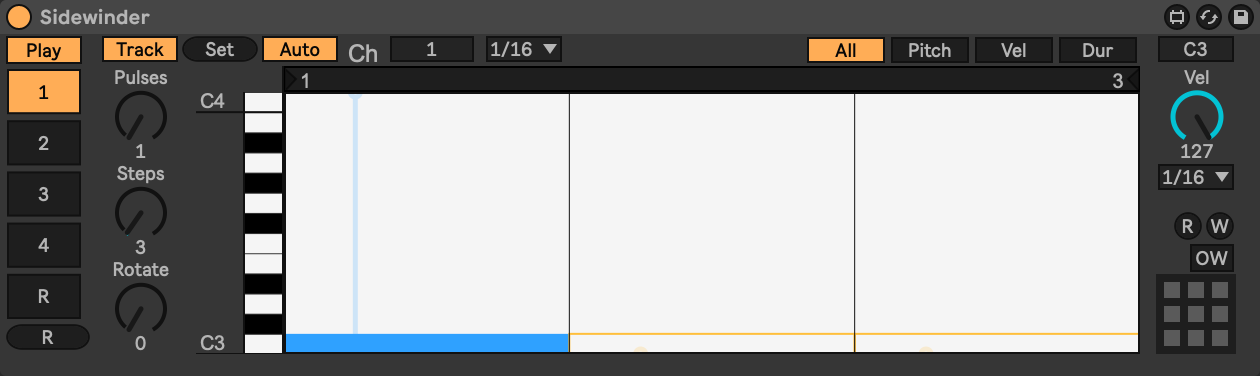 Sidewinder
Play Track Set Auto Ch 1 1/16 All Pitch Vel Dur C3
1 3
1
2
3
4
R
R
Pulses
1
Steps
3
Rotate
0
C4
C3
Vel
127
1/16
R W
OW